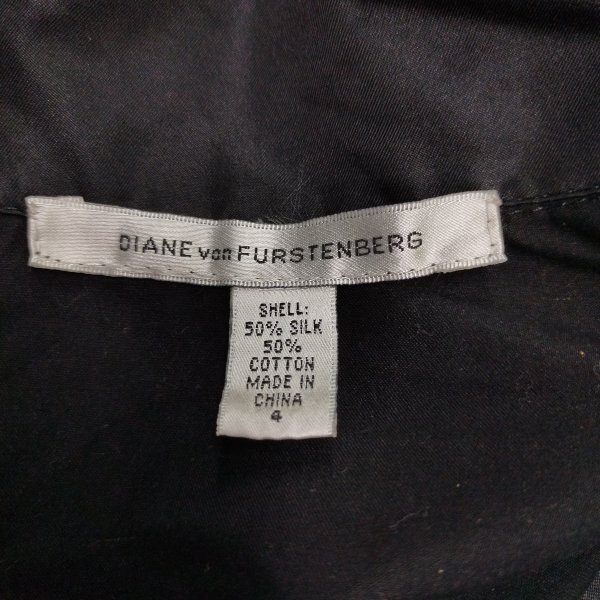 DIANE von FURSTENBERG
SHELL:
50% SILK
50%
COTTON
MADE IN
CHINA
4